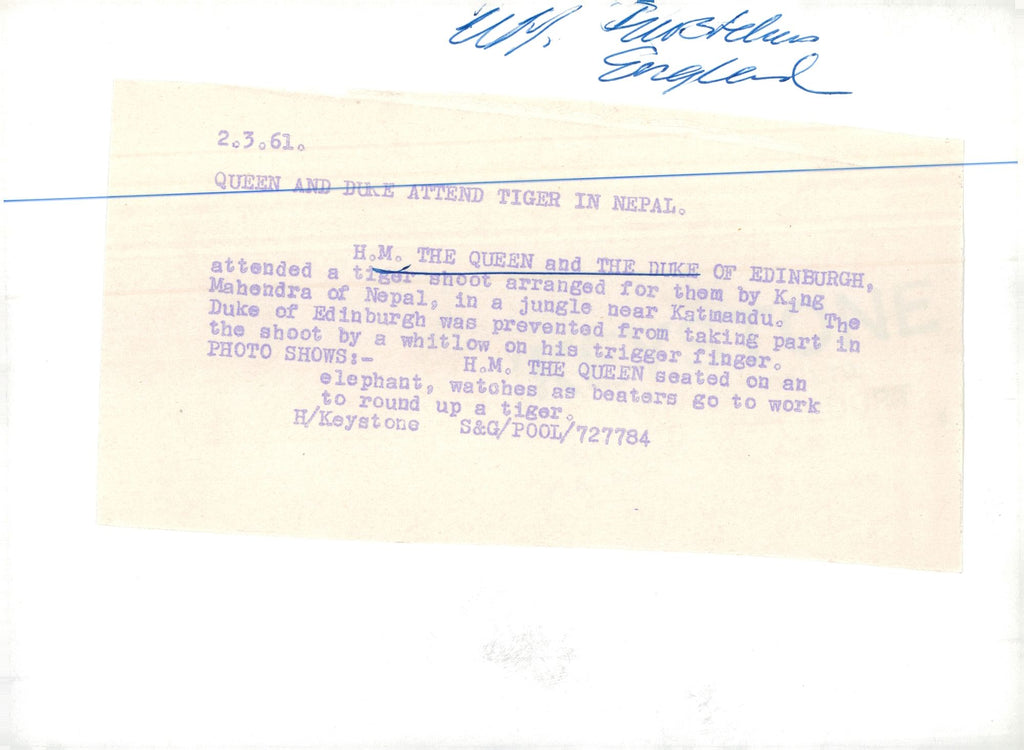 England
2.3.61.
QUEEN AND DUKE ATTEND TIGER IN NEPAL.
H.M. THE QUEEN and THE DUKE OF EDINBURGH,
attended a tiger shoot arranged for them by King
Mahendra of Nepal, in a jungle near Katmandu. The
Duke of Edinburgh was prevented from taking part in
the shoot by a whitlow on his trigger finger.
PHOTO SHOWS:- H.M. THE QUEEN seated on an
elephant, watches as beaters go to work
to round up a tiger.
H/Keystone S&G/POOL/727784